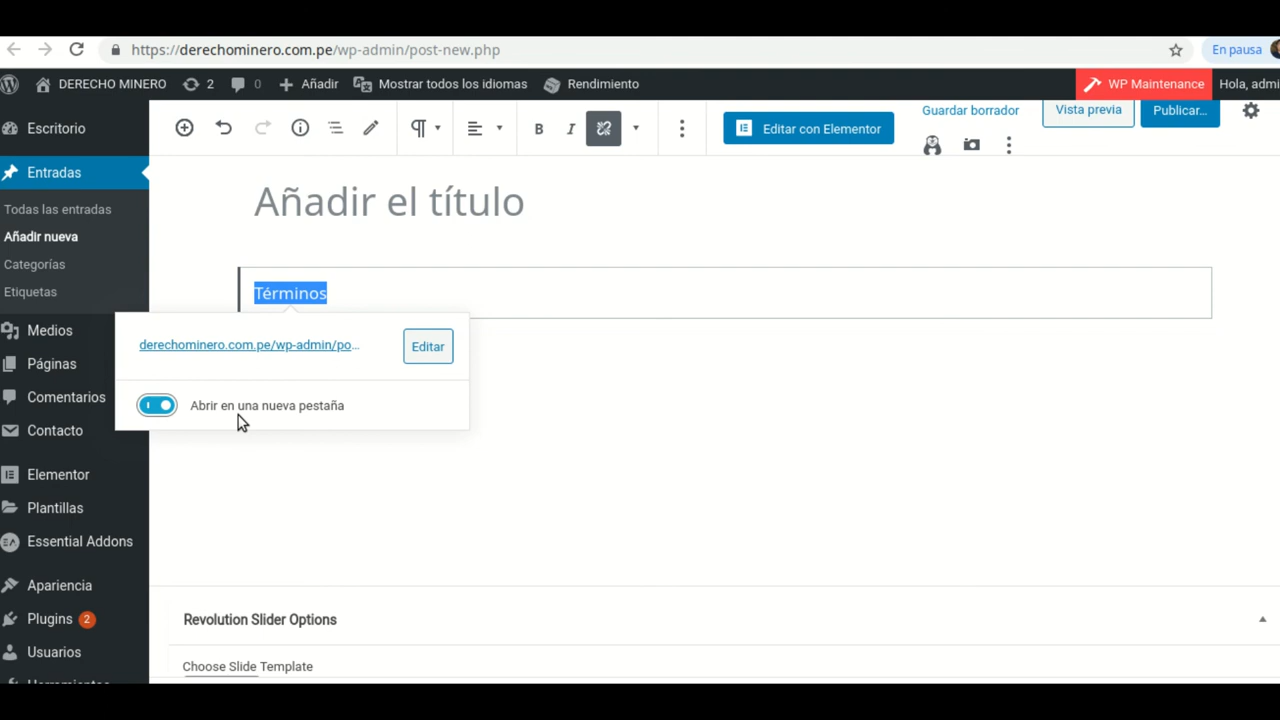 https://derechominero.com.pe/wp-admin/post-new.php
En pausa
DERECHO MINERO
2
0
Añadir
Mostrar todos los idiomas
Rendimiento
WP Maintenance
Hola, admi
Escritorio
Entradas
Todas las entradas
Añadir nueva
Categorías
Etiquetas
Medios
Páginas
Comentarios
Contacto
Elementor
Plantillas
Essential Addons
Apariencia
Plugins 2
Usuarios
Herramientas
B
I
Editar con Elementor
Guardar borrador
Vista previa
Publicar...
Añadir el título
Términos
derechominero.com.pe/wp-admin/po...
Editar
Abrir en una nueva pestaña
Revolution Slider Options
Choose Slide Template